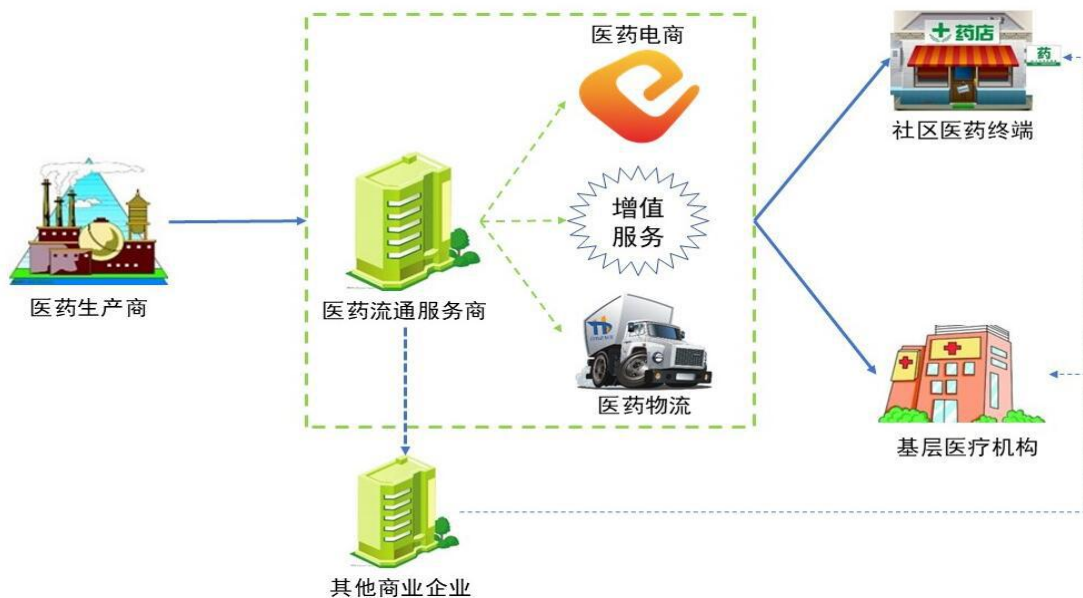 医药电商
药店
药
社区医药终端
增值
服务
医药生产商
医药流通服务商
医药物流
基层医疗机构
其他商业企业